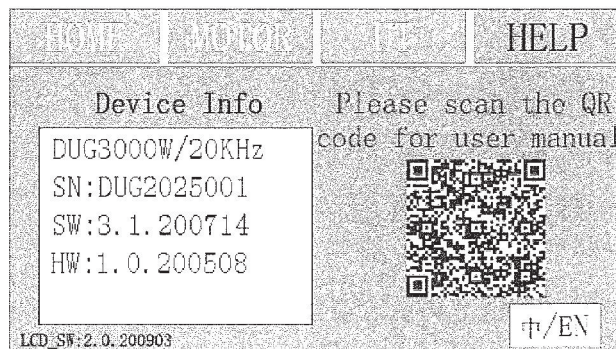 HOME MOTOR HELP
Device Info
DUG3000W/20KHz
SN:DUG2025001
SW:3.1.200714
HW:1.0.200508
LCD_SW:2.0.200903
Please scan the QR
code for user manual
中/EN